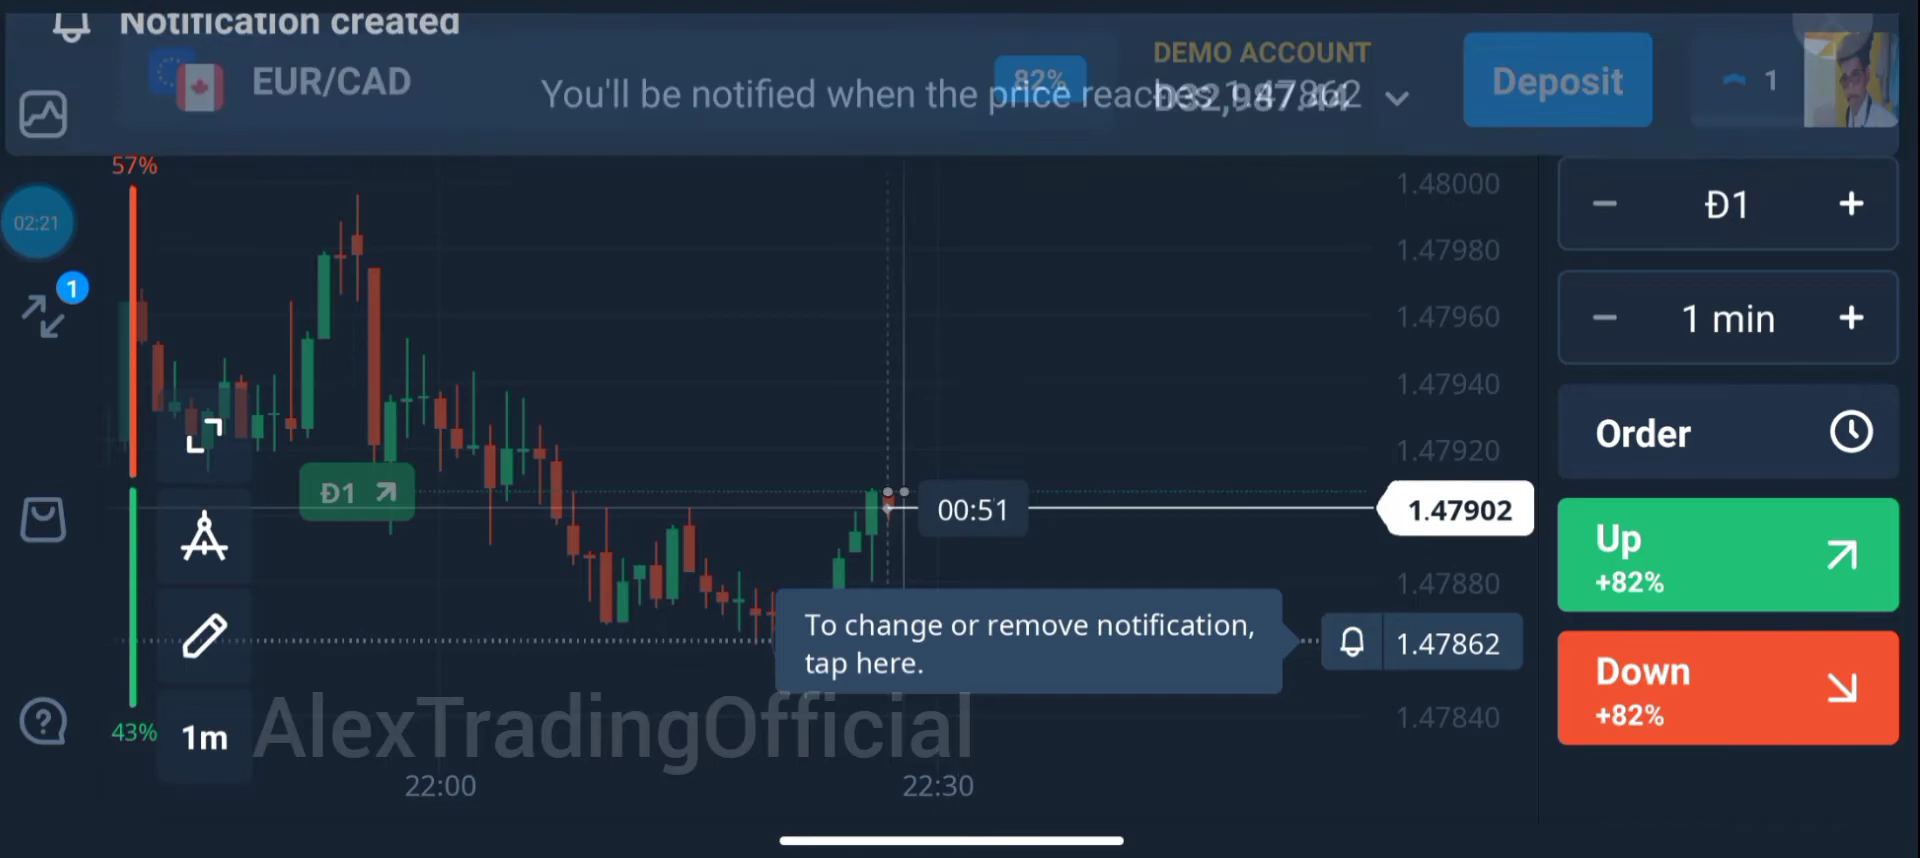 Notification created
EUR/CAD
You'll be notified when the price reaches 1.47862
82%
DEMO ACCOUNT
Deposit
1
57%
02:21
1
43%
Đ1
1m
AlexTradingOfficial
22:00
22:30
00:51
To change or remove notification,
tap here.
1.48000
1.47980
1.47960
1.47940
1.47920
1.47902
1.47880
1.47862
1.47840
Đ1
1 min
Order
Up
+82%
Down
+82%